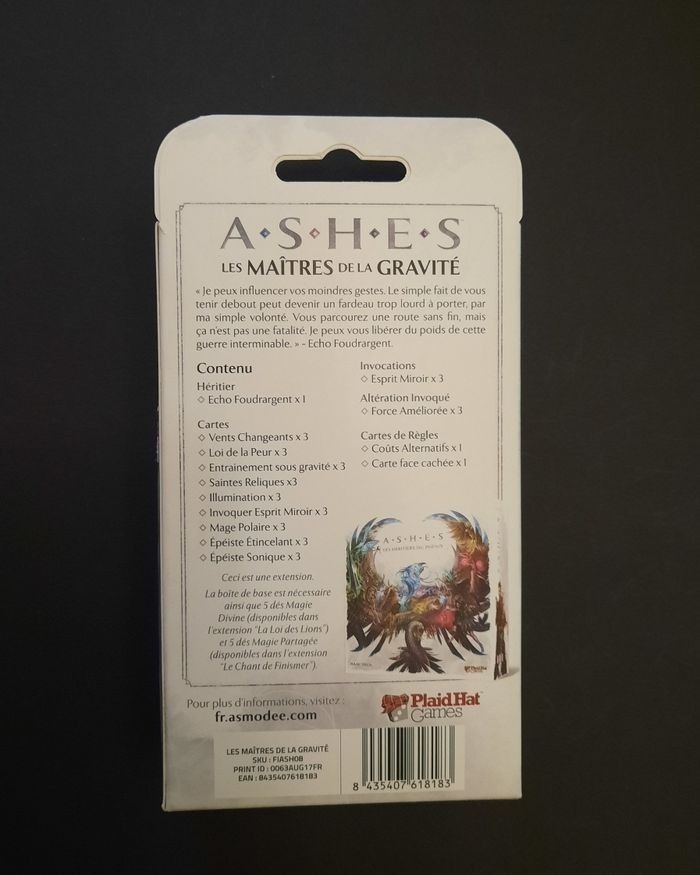 A•S•H•E•S
LES MAÎTRES DE LA GRAVITÉ
« Je peux influencer vos moindres gestes. Le simple fait de vous
tenir debout peut devenir un fardeau trop lourd à porter, par
ma simple volonté. Vous parcourez une route sans fin, mais
ça n'est pas une fatalité. Je peux vous libérer du poids de cette
guerre interminable. » - Echo Foudrargent.
Contenu
Héritier
◇ Echo Foudrargent x 1
Cartes
◇ Vents Changeants x 3
◇ Loi de la Peur x 3
◇ Entrainement sous gravité x 3
◇ Saintes Reliques x3
◇ Illumination x 3
◇ Invoquer Esprit Miroir x 3
◇ Mage Polaire x 3
◇ Épéiste Étincelant x 3
◇ Épéiste Sonique x 3
Invocations
◇ Esprit Miroir x 3
Altération Invoqué
◇ Force Améliorée x 3
Cartes de Règles
◇ Coûts Alternatifs x 1
◇ Carte face cachée x 1
Ceci est une extension.
La boîte de base est nécessaire
ainsi que 5 dés Magie
Divine (disponibles dans
l'extension "La Loi des Lions")
et 5 dés Magie Partagée
(disponibles dans l'extension
"Le Chant de Finismer").
A•S•H•E•S
LES HÉRITIERS DU PHÉNIX
Pour plus d'informations, visitez :
fr.asmodee.com
Plaid Hat
Games
LES MAÎTRES DE LA GRAVITÉ
SKU : FIASH08
PRINT ID : 0063AUG17FR
EAN : 8435407618183
8 435407 618183